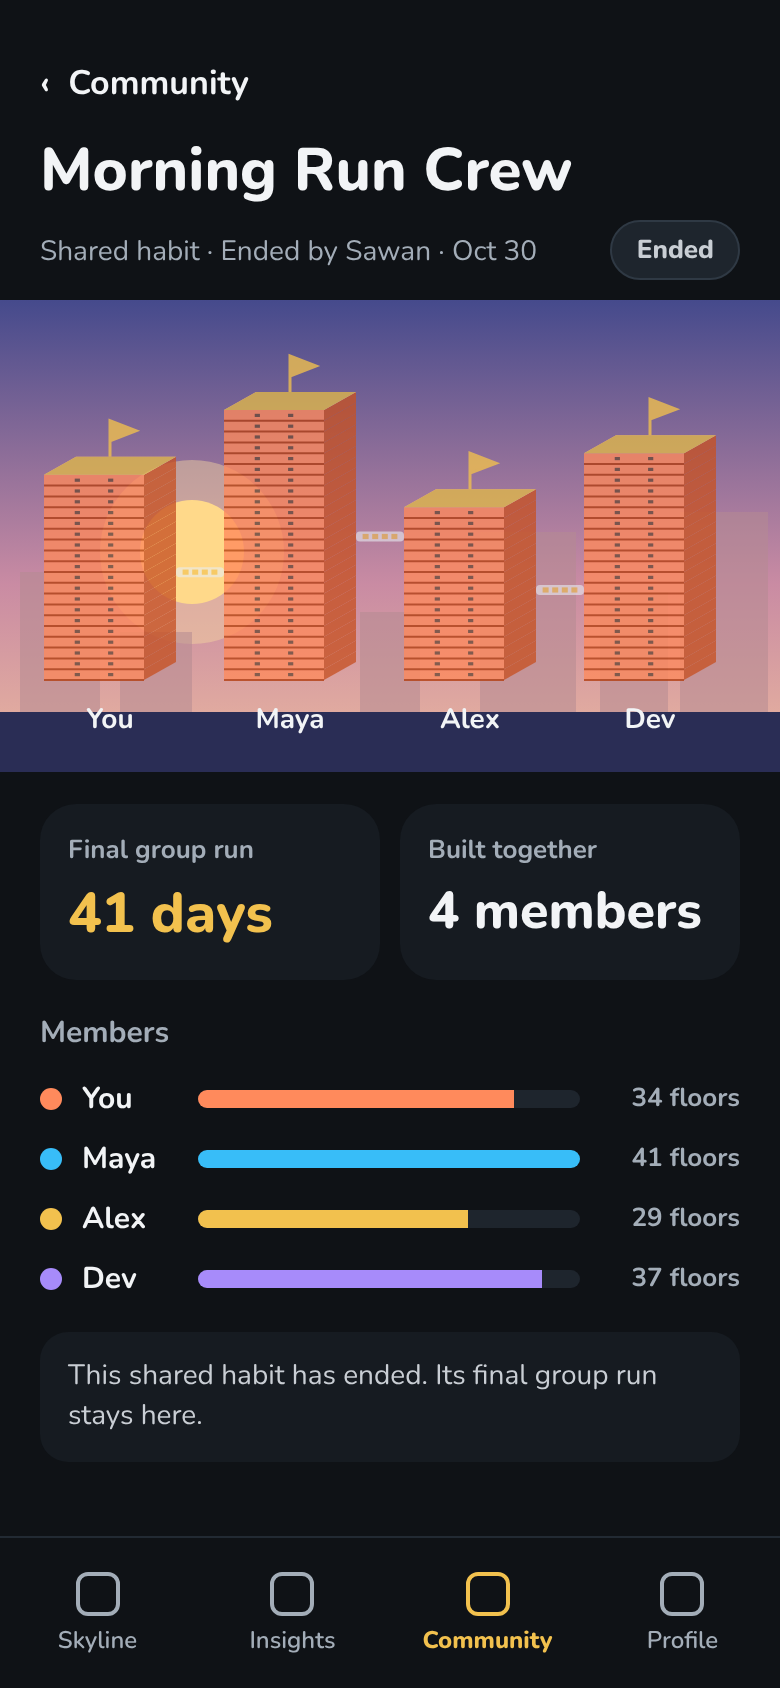 ‹ Community
Morning Run Crew
Shared habit · Ended by Sawan · Oct 30
Ended
You
Maya
Alex
Dev
Final group run
41 days
Built together
4 members
Members
You
34 floors
Maya
41 floors
Alex
29 floors
Dev
37 floors
This shared habit has ended. Its final group run
stays here.
Skyline
Insights
Community
Profile